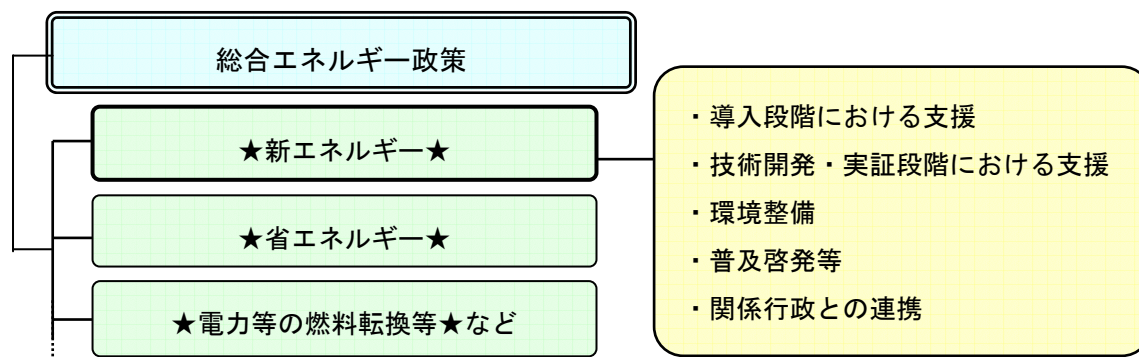 総合エネルギー政策
★新エネルギー★
★省エネルギー★
★電力等の燃料転換等★など
・導入段階における支援
・技術開発・実証段階における支援
・環境整備
・普及啓発等
・関係行政との連携